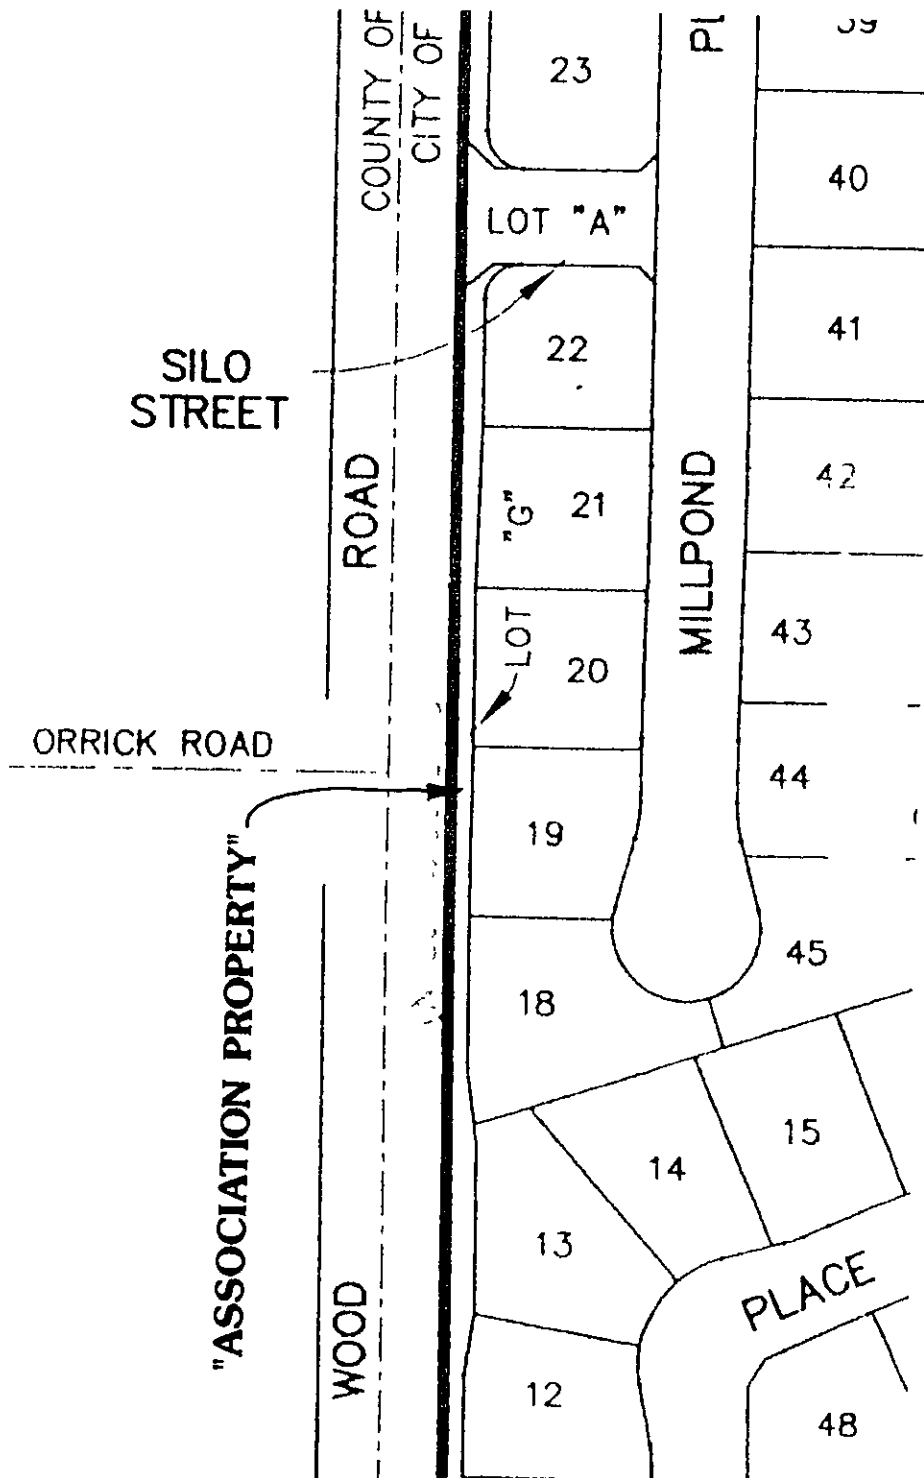 COUNTY OF
CITY OF
23
39
40
LOT "A"
41
SILO
STREET
22
42
ROAD
"G"
21
MILLPOND
LOT
20
43
ORRICK ROAD
44
19
"ASSOCIATION PROPERTY"
18
45
15
14
13
PLACE
WOOD
12
48